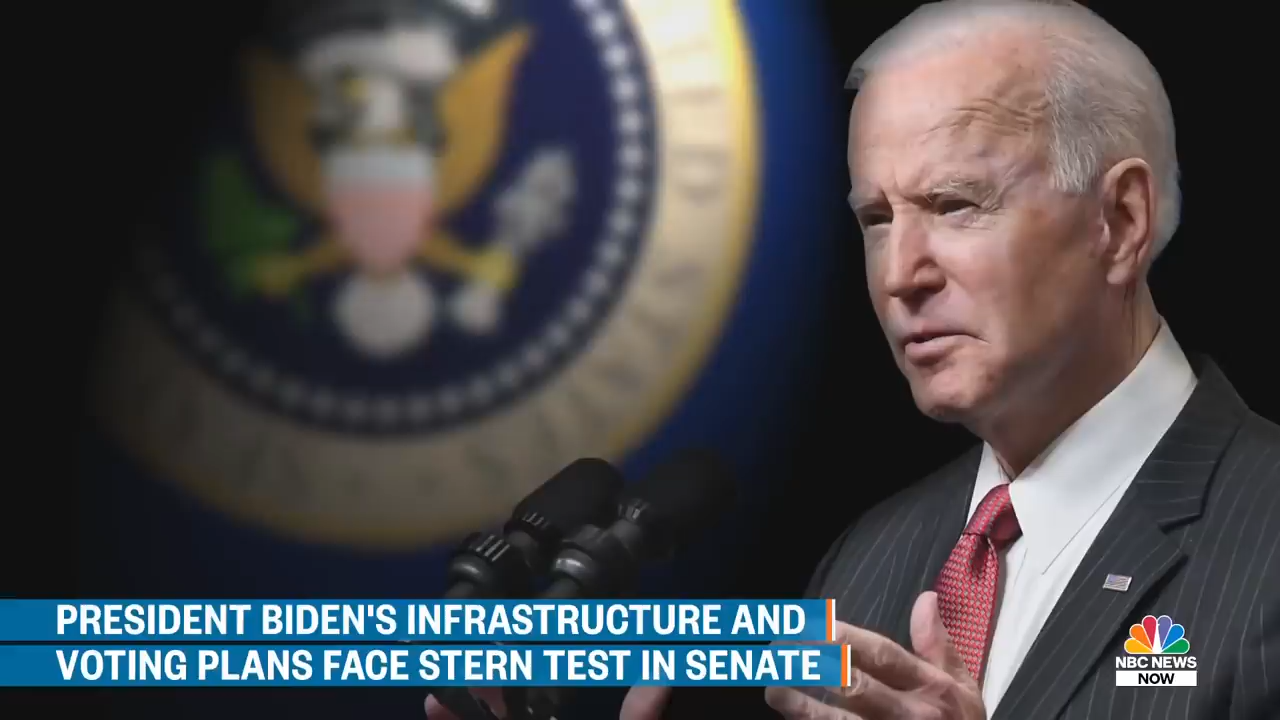 PRESIDENT BIDEN'S INFRASTRUCTURE AND
VOTING PLANS FACE STERN TEST IN SENATE
NBC NEWS
NOW